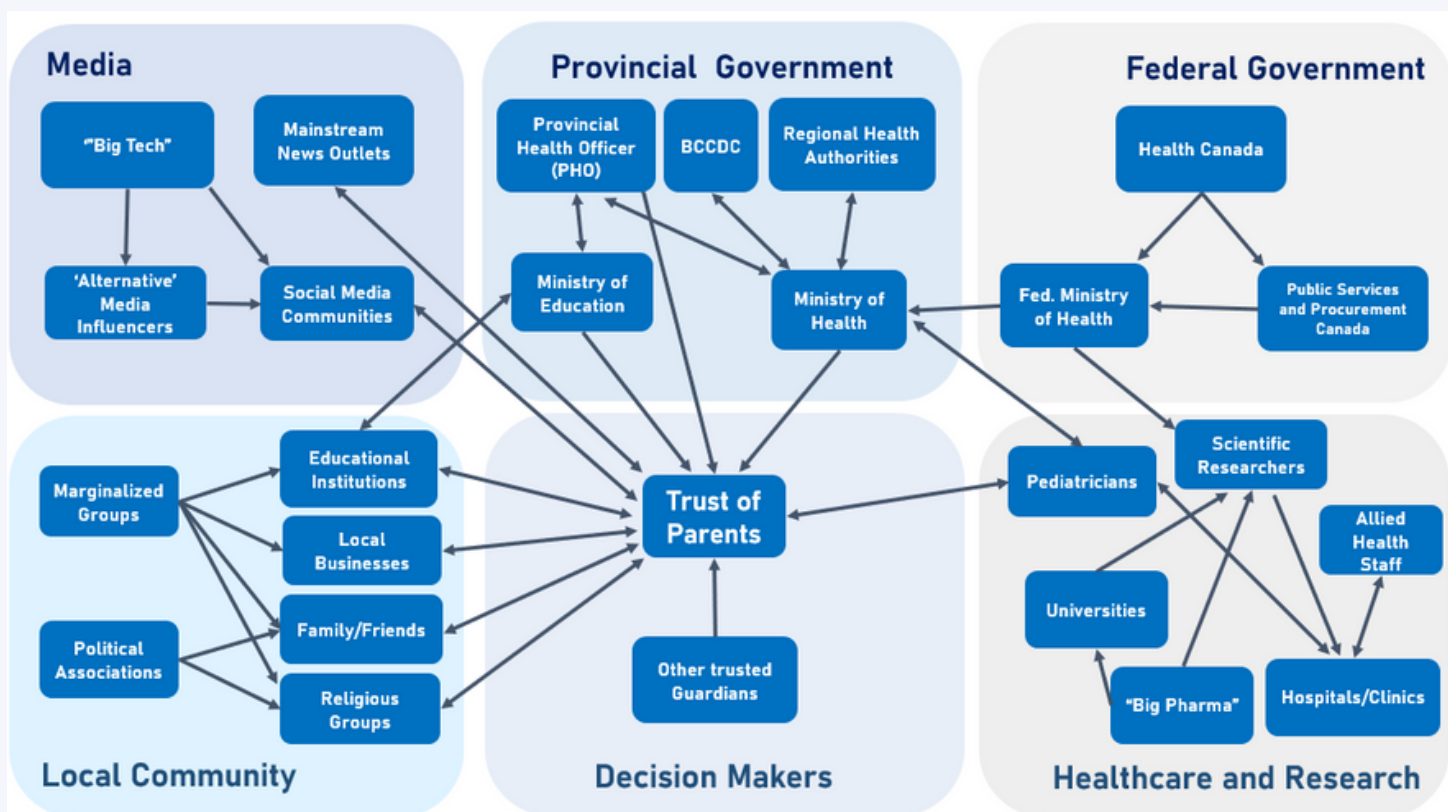 Media
"Big Tech"
Mainstream
News Outlets
'Alternative'
Media
Influencers
Social Media
Communities
Provincial Government
Provincial
Health Officer
(PHO)
BCCDC
Regional Health
Authorities
Ministry of
Education
Ministry of
Health
Federal Government
Health Canada
Fed. Ministry
of Health
Public Services
and Procurement
Canada
Marginalized
Groups
Political
Associations
Educational
Institutions
Local
Businesses
Family/Friends
Religious
Groups
Local Community
Trust of
Parents
Other trusted
Guardians
Decision Makers
Pediatricians
Scientific
Researchers
Allied
Health
Staff
Universities
"Big Pharma"
Hospitals/Clinics
Healthcare and Research